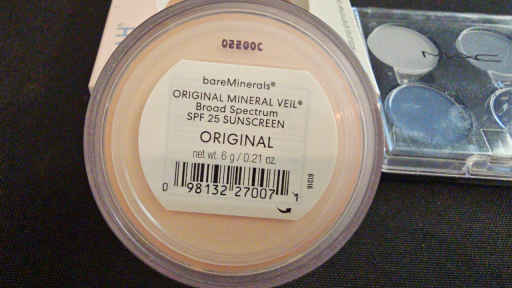 02200C
bareMinerals®
ORIGINAL MINERAL VEIL®
Broad Spectrum
SPF 25 SUNSCREEN
ORIGINAL
net wt. 6 g / 0.21 oz.
0 98132 27007 1